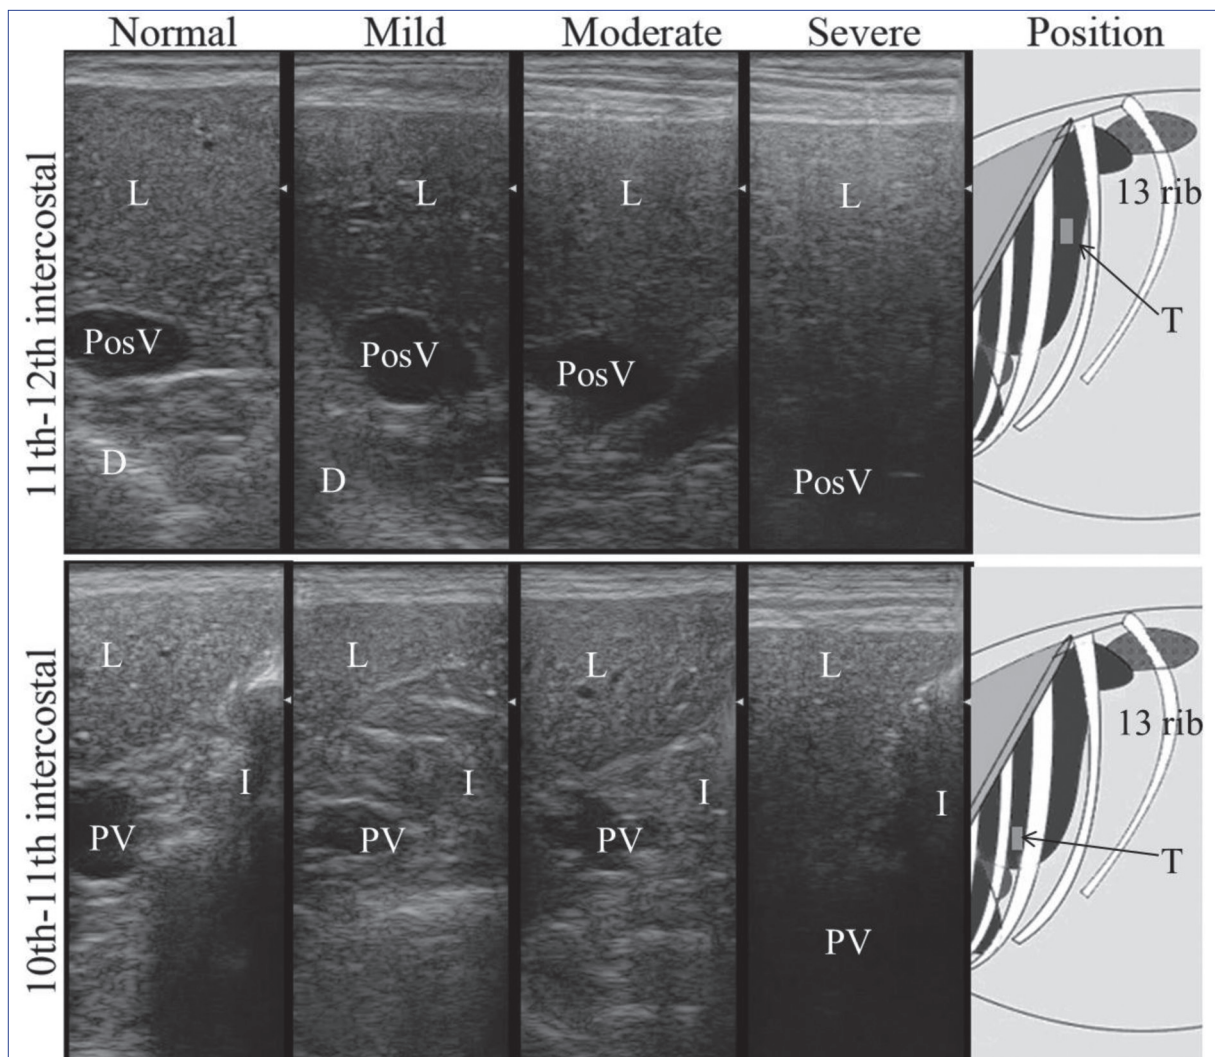 Normal Mild Moderate Severe Position
11th-12th intercostal
L L L L 13 rib
PosV PosV PosV T
D D PosV
10th-11th intercostal
L L L L 13 rib
I I I I
PV PV PV T
PV